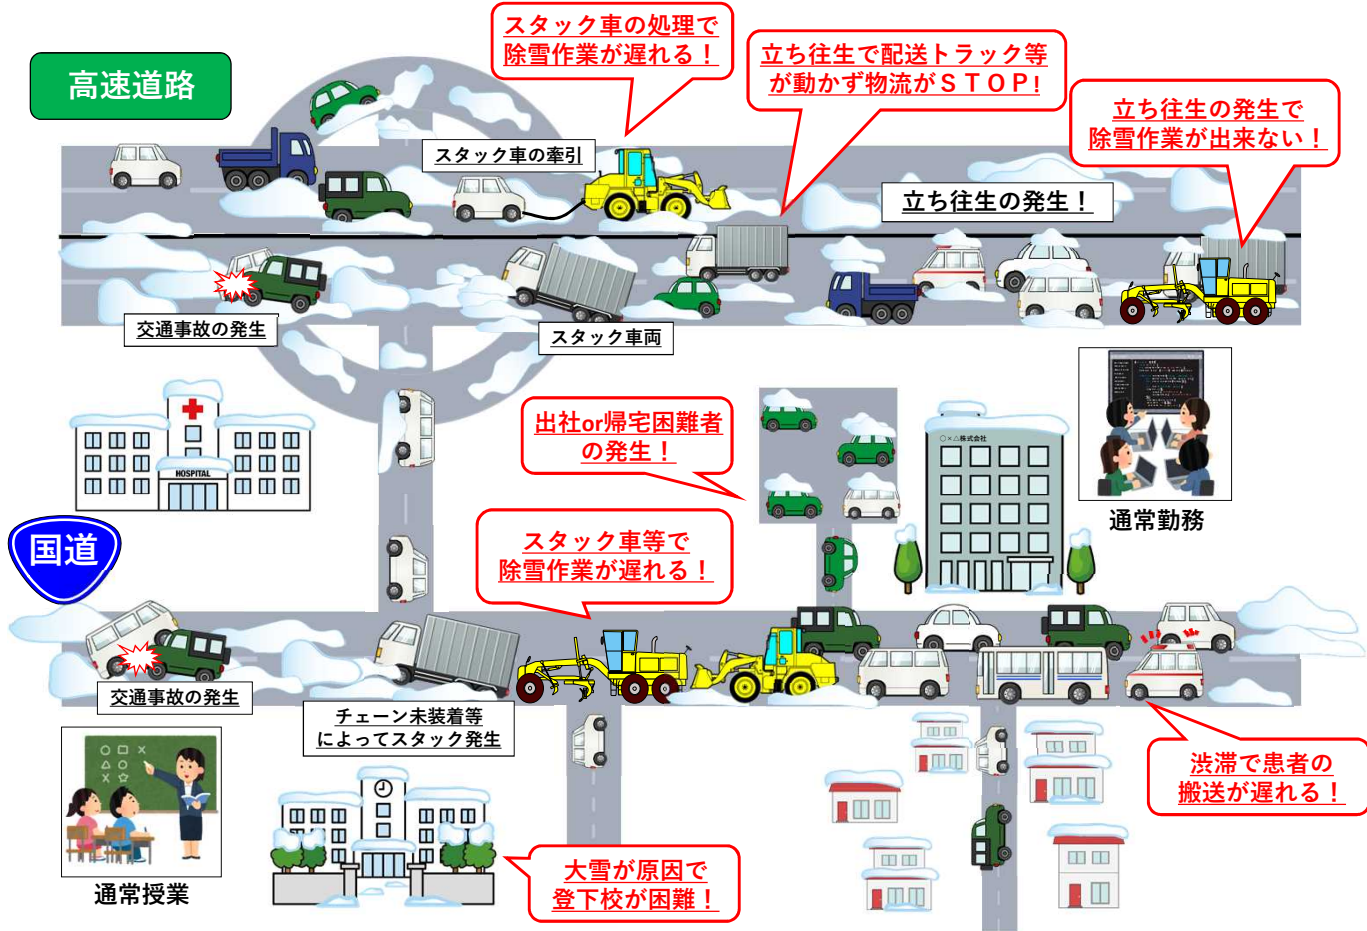 スタック車の処理で
除雪作業が遅れる！
立ち往生で配送トラック等
が動かず物流がＳＴＯＰ!
高速道路
立ち往生の発生で
除雪作業が出来ない！
スタック車の牽引
立ち往生の発生！
交通事故の発生
スタック車両
出社or帰宅困難者
の発生！
○×△株式会社
HOSPITAL
通常勤務
国道
スタック車等で
除雪作業が遅れる！
交通事故の発生
チェーン未装着等
によってスタック発生
渋滞で患者の
搬送が遅れる！
大雪が原因で
登下校が困難！
通常授業